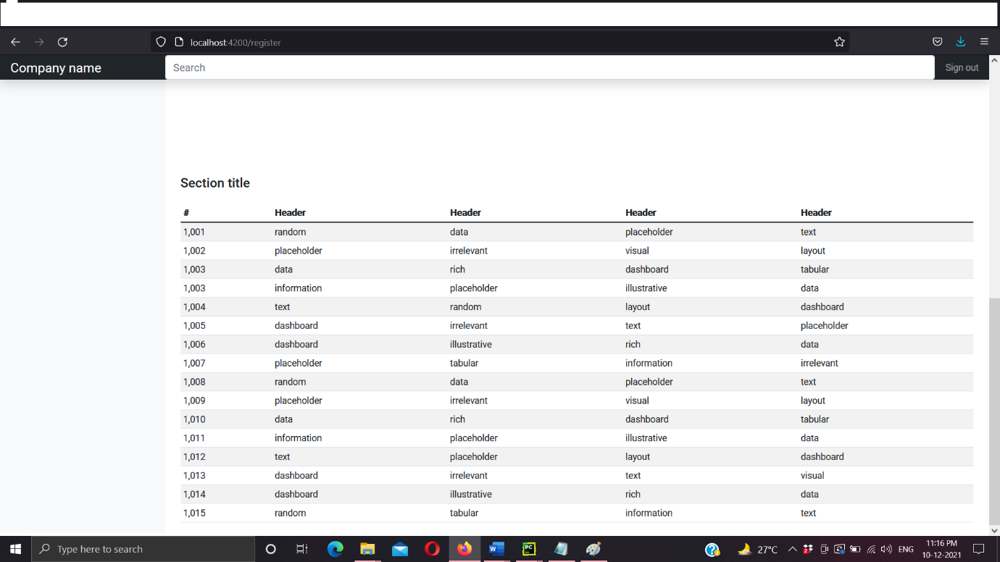 localhost:4200/register
Company name
Search
Sign out
Section title
# Header Header Header Header
1,001 random data placeholder text
1,002 placeholder irrelevant visual layout
1,003 data rich dashboard tabular
1,003 information placeholder illustrative data
1,004 text random layout dashboard
1,005 dashboard irrelevant text placeholder
1,006 dashboard illustrative rich data
1,007 placeholder tabular information irrelevant
1,008 random data placeholder text
1,009 placeholder irrelevant visual layout
1,010 data rich dashboard tabular
1,011 information placeholder illustrative data
1,012 text placeholder layout dashboard
1,013 dashboard irrelevant text visual
1,014 dashboard illustrative rich data
1,015 random tabular information text
Type here to search
PC
27°C
2
ENG
11:16 PM
10-12-2021